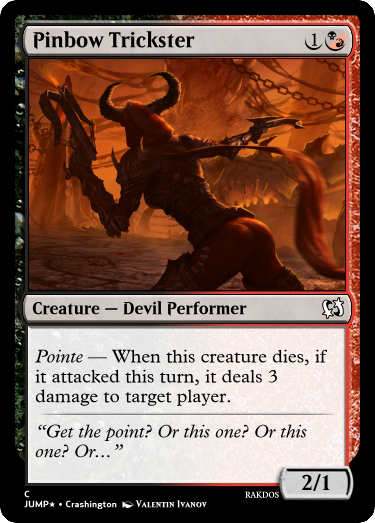 Pinbow Trickster
1
Creature — Devil Performer
Pointe — When this creature dies, if
it attacked this turn, it deals 3
damage to target player.
“Get the point? Or this one? Or this
one? Or…”
2/1
C
RAKDOS
JUMP★ • Crashington Valentin Ivanov